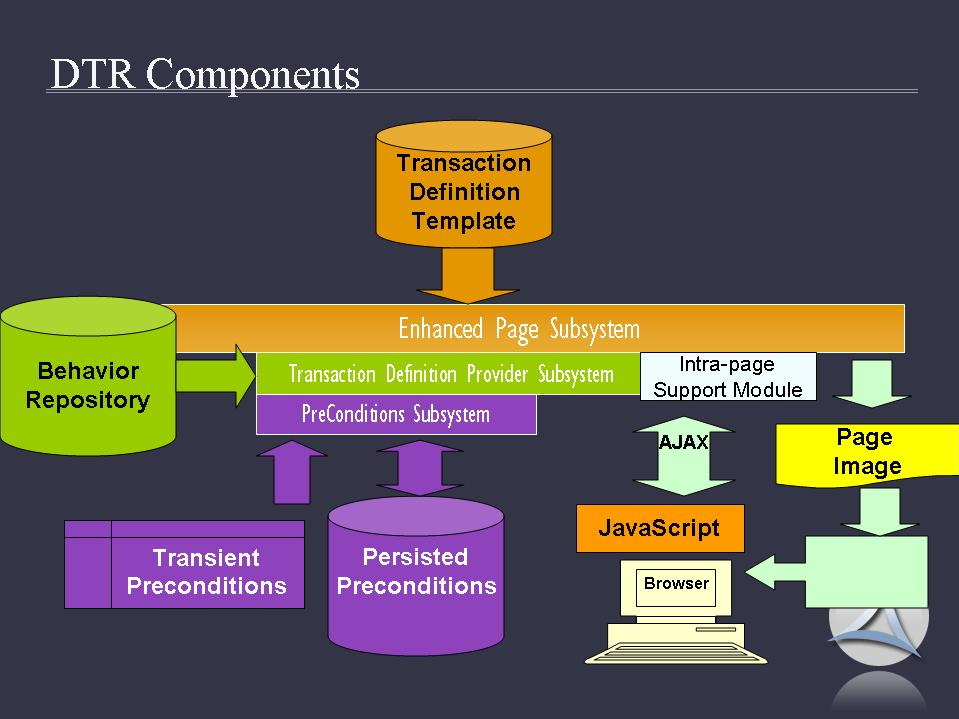 DTR Components
Transaction
Definition
Template
Enhanced Page Subsystem
Behavior
Repository
Transaction Definition Provider Subsystem
Intra-page
Support Module
PreConditions Subsystem
AJAX
Page
Image
JavaScript
Transient
Preconditions
Persisted
Preconditions
Browser